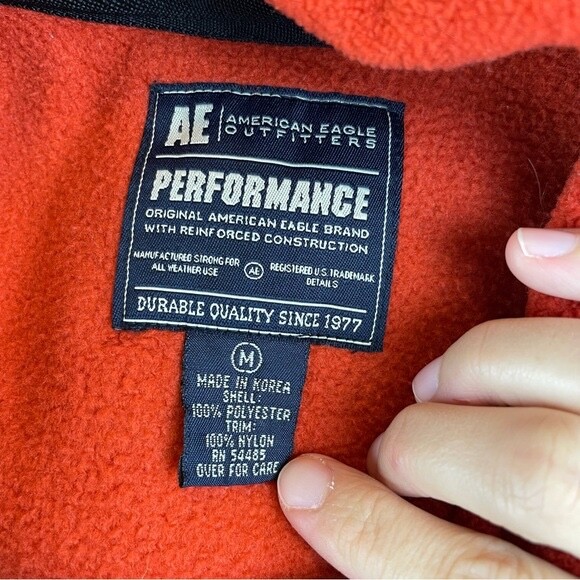 AE AMERICAN EAGLE
OUTFITTERS
PERFORMANCE
ORIGINAL AMERICAN EAGLE BRAND
WITH REINFORCED CONSTRUCTION
MANUFACTURED STRONG FOR
ALL WEATHER USE
AE
REGISTERED U.S. TRADEMARK
DETAILS
DURABLE QUALITY SINCE 1977
M
MADE IN KOREA
SHELL:
100% POLYESTER
TRIM:
100% NYLON
RN 54485
OVER FOR CARE